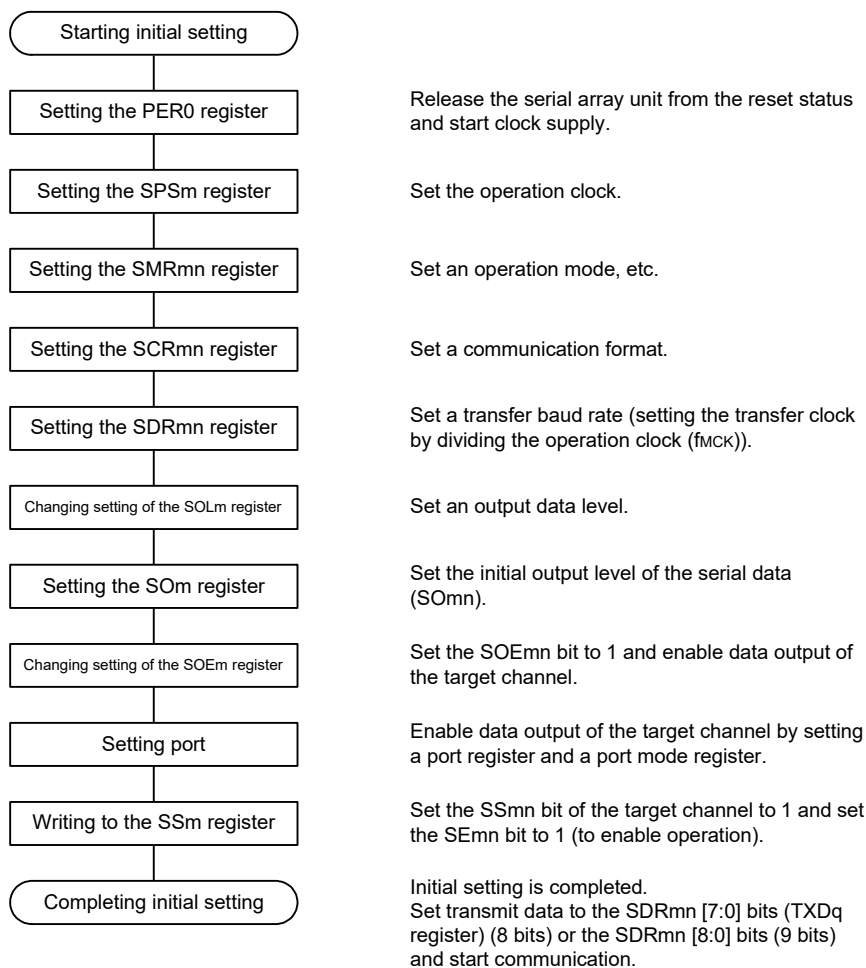 Starting initial setting
Setting the PER0 register
Release the serial array unit from the reset status
and start clock supply.
Setting the SPSm register
Set the operation clock.
Setting the SMRmn register
Set an operation mode, etc.
Setting the SCRmn register
Set a communication format.
Setting the SDRmn register
Set a transfer baud rate (setting the transfer clock
by dividing the operation clock (fMCK)).
Changing setting of the SOLm register
Set an output data level.
Setting the SOm register
Set the initial output level of the serial data
(SOmn).
Changing setting of the SOEm register
Set the SOEmn bit to 1 and enable data output of
the target channel.
Setting port
Enable data output of the target channel by setting
a port register and a port mode register.
Writing to the SSm register
Set the SSmn bit of the target channel to 1 and set
the SEmn bit to 1 (to enable operation).
Completing initial setting
Initial setting is completed.
Set transmit data to the SDRmn [7:0] bits (TXDq
register) (8 bits) or the SDRmn [8:0] bits (9 bits)
and start communication.